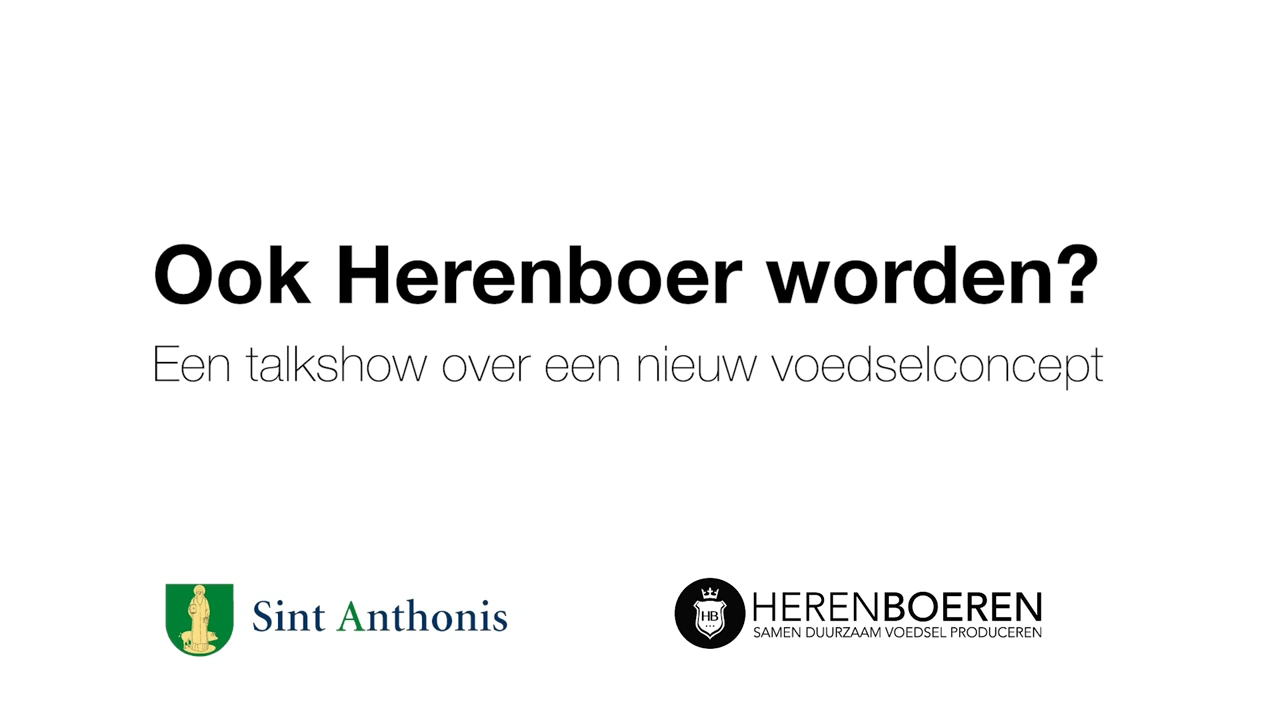 Ook Herenboer worden?
Een talkshow over een nieuw voedselconcept
Sint Anthonis
HB
HERENBOEREN
SAMEN DUURZAAM VOEDSEL PRODUCEREN